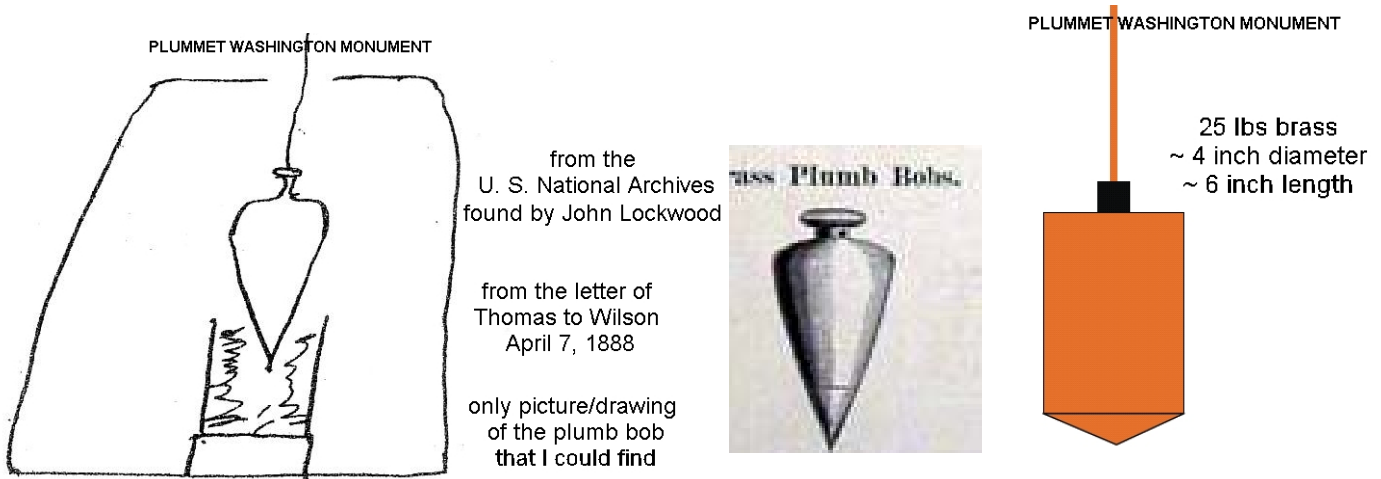 PLUMMET WASHINGTON MONUMENT
from the
U. S. National Archives
found by John Lockwood
from the letter of
Thomas to Wilson
April 7, 1888
only picture/drawing
of the plumb bob
that I could find
rass Plumb Bobs.
PLUMMET WASHINGTON MONUMENT
25 lbs brass
~ 4 inch diameter
~ 6 inch length